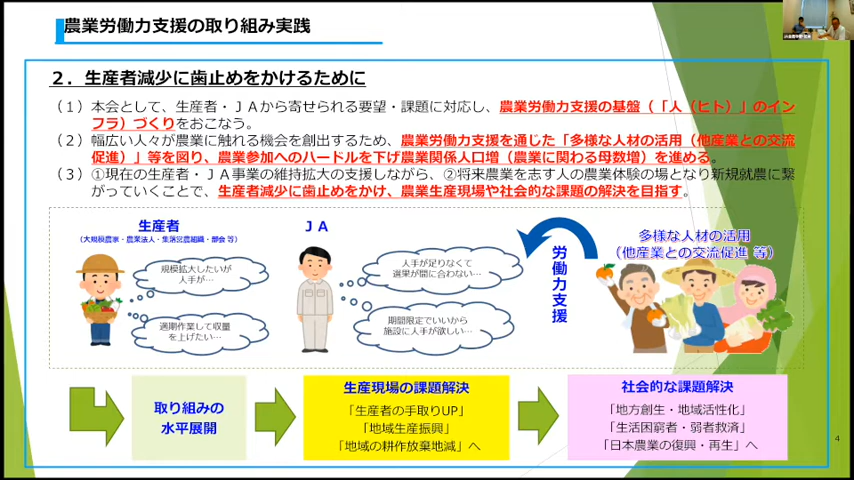 農業労働力支援の取り組み実践
２．生産者減少に歯止めをかけるために
（１）本会として、生産者・ＪＡから寄せられる要望・課題に対応し、農業労働力支援の基盤（「人（ヒト）」のイン
フラ）づくりをおこなう。
（２）幅広い人々が農業に触れる機会を創出するため、農業労働力支援を通じた「多様な人材の活用（他産業との交流
促進）」等を図り、農業参加へのハードルを下げ農業関係人口増（農業に関わる母数増）を進める。
（３）①現在の生産者・ＪＡ事業の維持拡大の支援しながら、②将来農業を志す人の農業体験の場となり新規就農に繋
がっていくことで、生産者減少に歯止めをかけ、農業生産現場や社会的な課題の解決を目指す。
生産者
（大規模農家・農業法人・集落営農組織・部会 等）
規模拡大したいが
人手が…
適期作業して収量
を上げたい…
ＪＡ
人手が足りなくて
選果が間に合わない…
期間限定でいいから
施設に人手が欲しい…
労働力支援
多様な人材の活用
（他産業との交流促進 等）
取り組みの
水平展開
生産現場の課題解決
「生産者の手取りUP」
「地域生産振興」
「地域の耕作放棄地減」へ
社会的な課題解決
「地方創生・地域活性化」
「生活困窮者・弱者救済」
「日本農業の復興・再生」へ
4